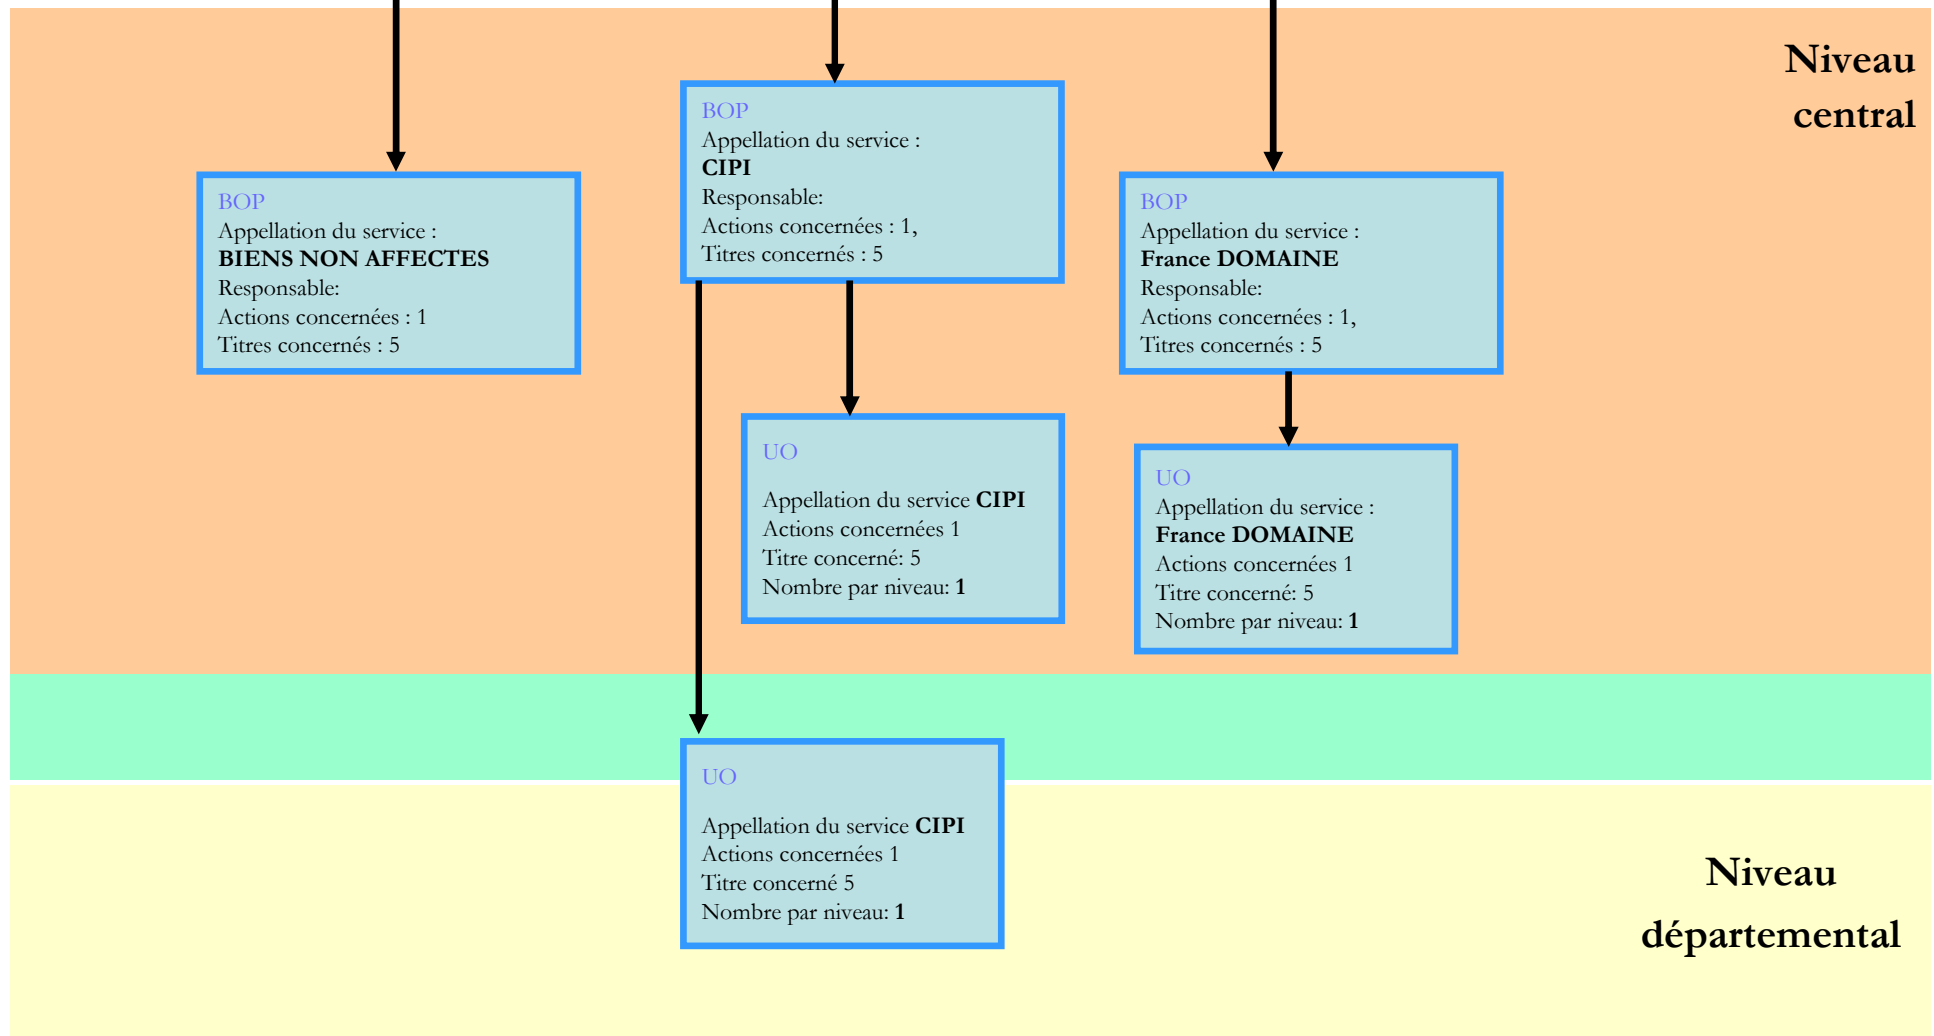 Niveau
central
BOP
Appellation du service :
BIENS NON AFFECTES
Responsable:
Actions concernées : 1
Titres concernés : 5
BOP
Appellation du service :
CIPI
Responsable:
Actions concernées : 1,
Titres concernés : 5
BOP
Appellation du service :
France DOMAINE
Responsable:
Actions concernées : 1,
Titres concernés : 5
UO
Appellation du service CIPI
Actions concernées 1
Titre concerné: 5
Nombre par niveau: 1
UO
Appellation du service :
France DOMAINE
Actions concernées 1
Titre concerné: 5
Nombre par niveau: 1
UO
Appellation du service CIPI
Actions concernées 1
Titre concerné 5
Nombre par niveau: 1
Niveau
départemental